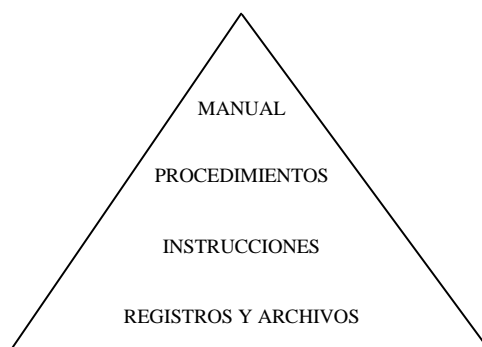 MANUAL
PROCEDIMIENTOS
INSTRUCCIONES
REGISTROS Y ARCHIVOS